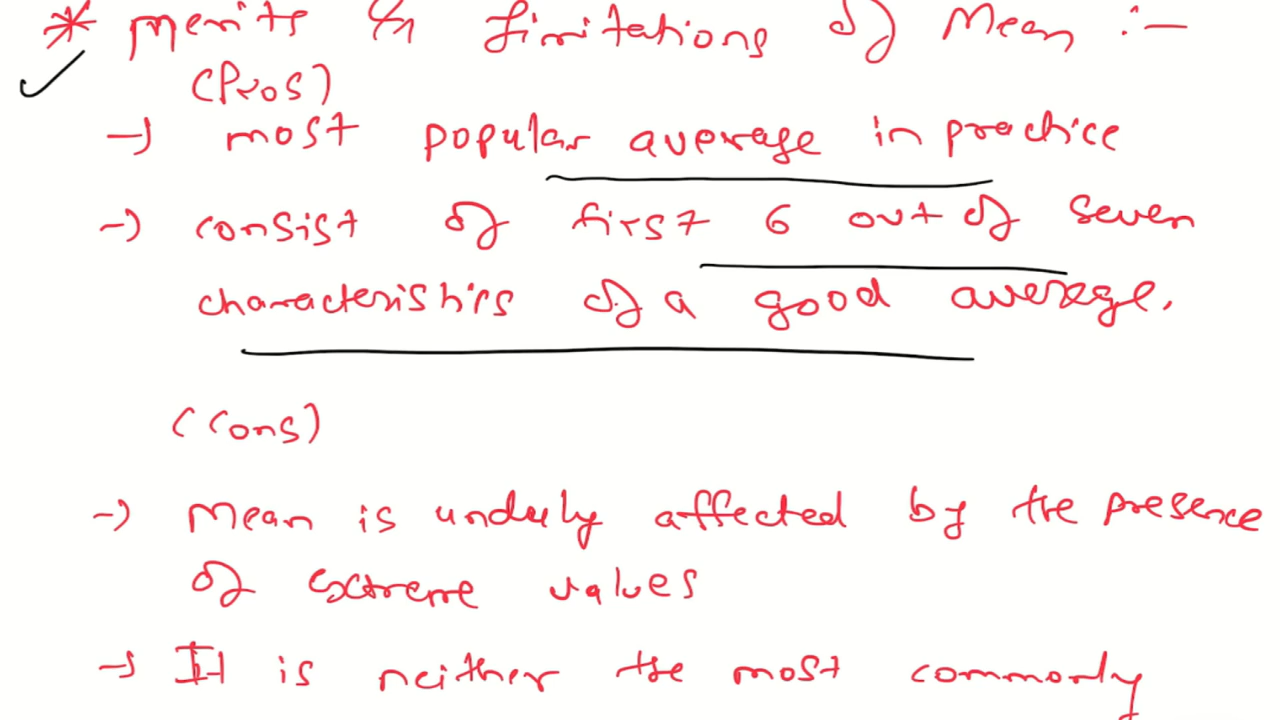 * merits & limitations of Mean :-
(Pros)
→ most popular average in practice
→ consist of first 6 out of seven
characteristics of a good average.
(Cons)
→ Mean is unduly affected by the presence
of extreme values
→ It is neither the most commonly